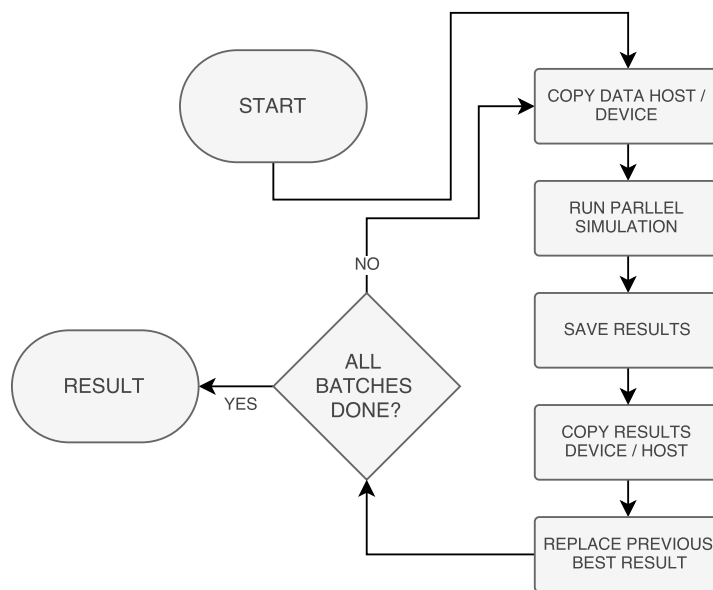 START
COPY DATA HOST /
DEVICE
RUN PARLLEL
SIMULATION
SAVE RESULTS
COPY RESULTS
DEVICE / HOST
REPLACE PREVIOUS
BEST RESULT
ALL
BATCHES
DONE?
NO
YES
RESULT